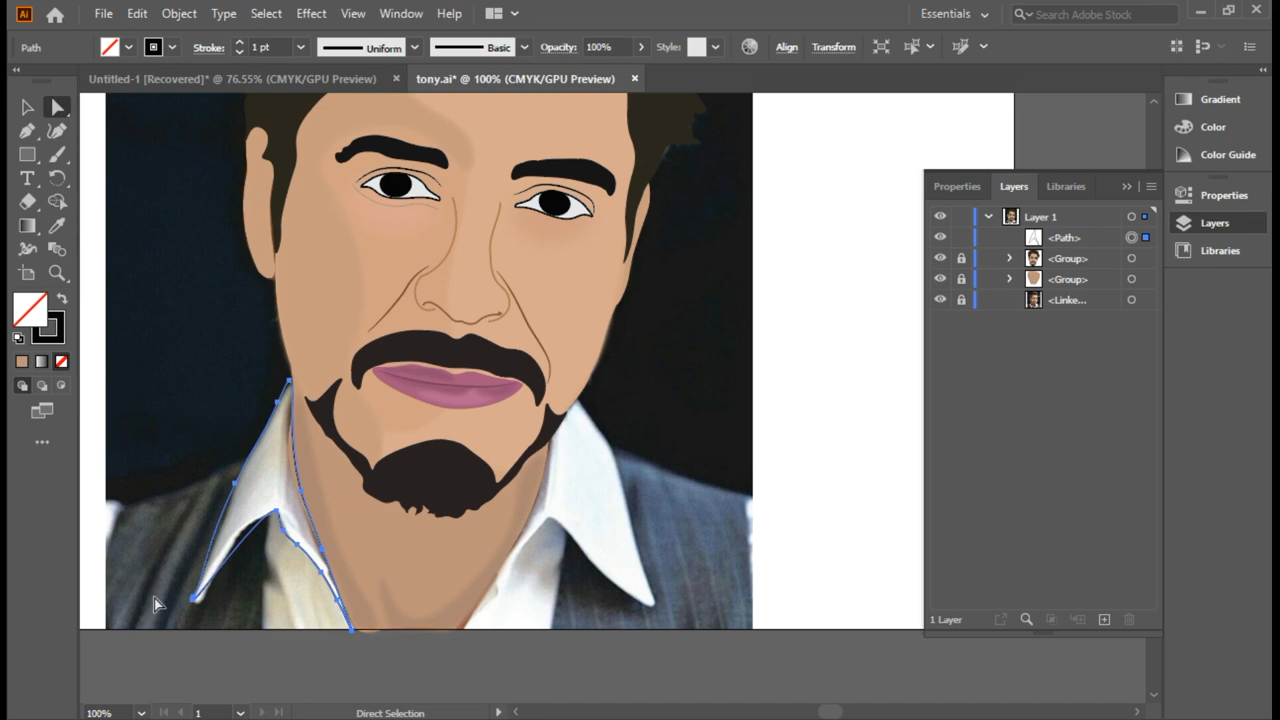 Ai File Edit Object Type Select Effect View Window Help Essentials Search Adobe Stock
Path Stroke: 1 pt Uniform Basic Opacity: 100% Style: Align Transform
Untitled-1 [Recovered]* @ 76.55% (CMYK/GPU Preview) tony.ai* @ 100% (CMYK/GPU Preview)
Gradient
Color
Color Guide
Properties
Layers
Libraries
Properties Layers Libraries
Layer 1
<Path>
<Group>
<Group>
<Linke...
1 Layer
100% 1 Direct Selection